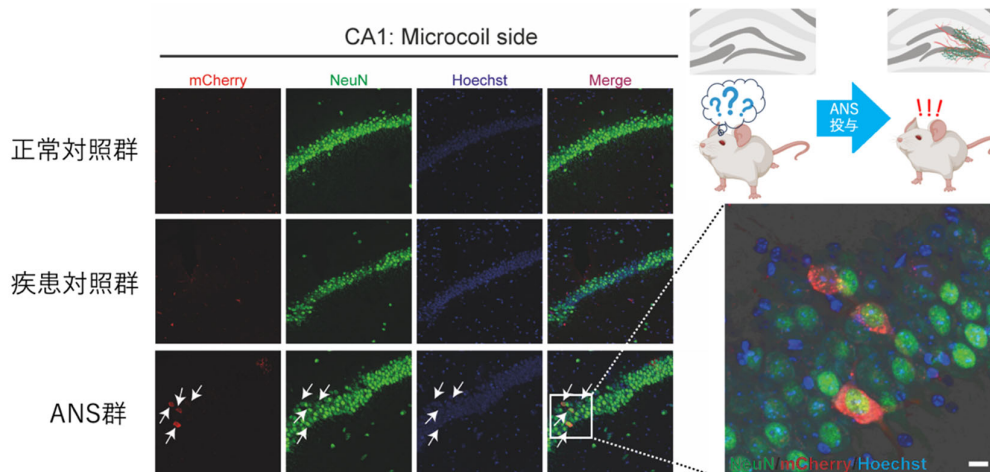 CA1: Microcoil side
mCherry NeuN Hoechst Merge
正常対照群
疾患対照群
ANS群
???
ANS
投与
!!!
NeuN/mCherry/Hoechst